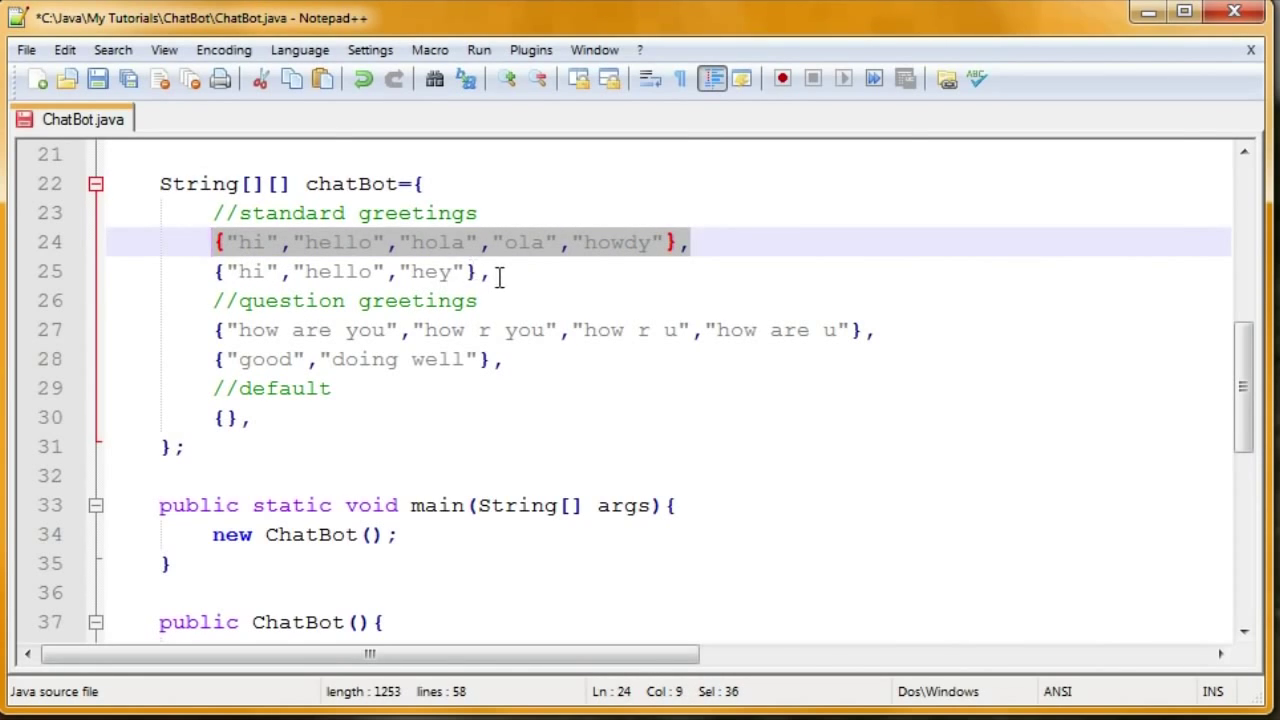 *C:\Java\My Tutorials\ChatBot\ChatBot.java - Notepad++
File Edit Search View Encoding Language Settings Macro Run Plugins Window ? X
ChatBot.java
21
22 String[][] chatBot={
23 //standard greetings
24 {"hi","hello","hola","ola","howdy"},
25 {"hi","hello","hey"},
26 //question greetings
27 {"how are you","how r you","how r u","how are u"},
28 {"good","doing well"},
29 //default
30 {},
31 };
32
33 public static void main(String[] args){
34 new ChatBot();
35 }
36
37 public ChatBot(){
Java source file length : 1253 lines : 58 Ln : 24 Col : 9 Sel : 36 Dos\Windows ANSI INS